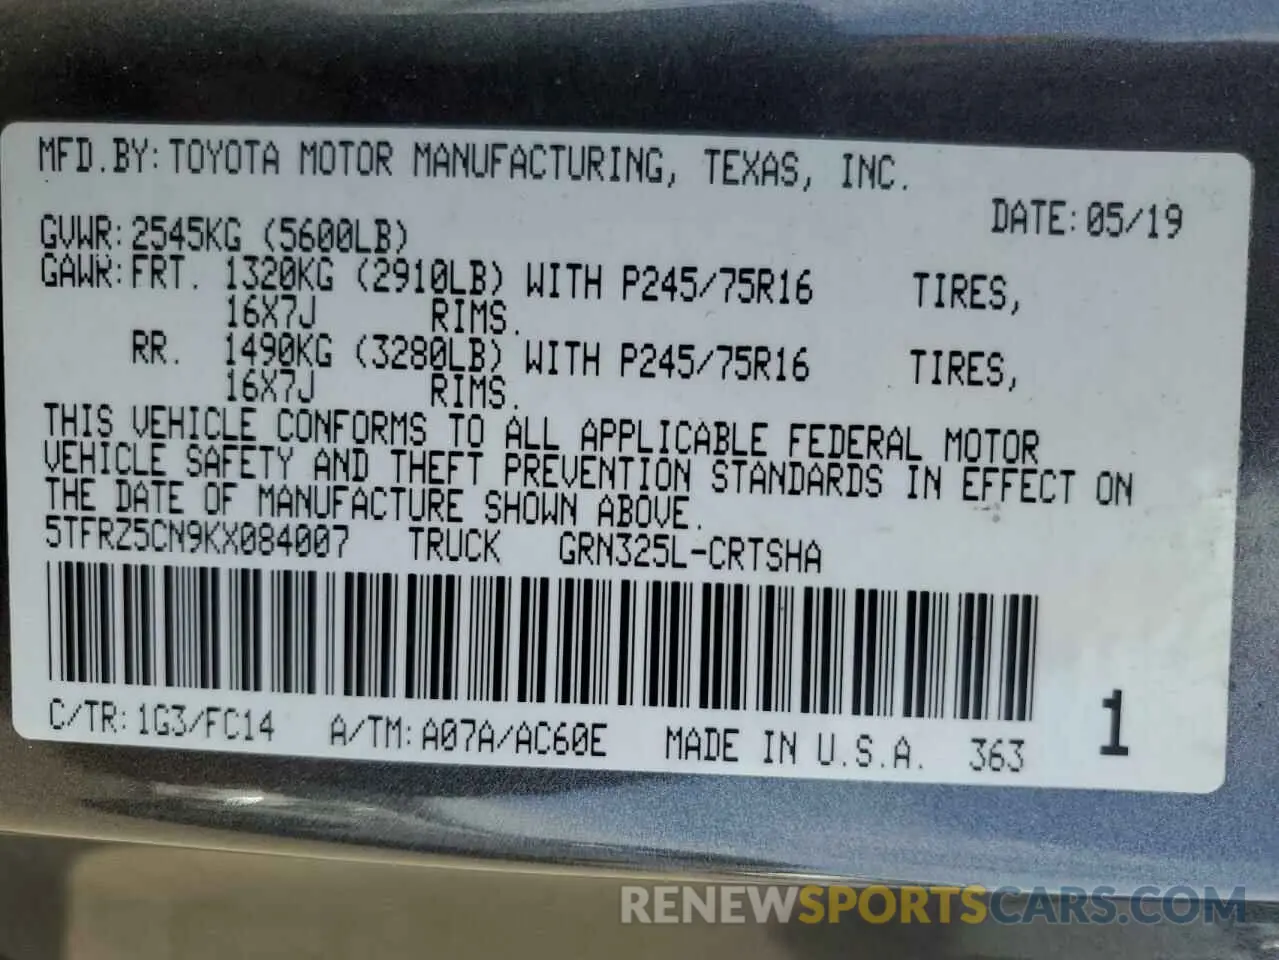 MFD.BY: TOYOTA MOTOR MANUFACTURING, TEXAS, INC.
DATE: 05/19
GVWR: 2545KG (5600LB)
GAWR: FRT. 1320KG (2910LB) WITH P245/75R16 TIRES,
16X7J RIMS.
RR. 1490KG (3280LB) WITH P245/75R16 TIRES,
16X7J RIMS.
THIS VEHICLE CONFORMS TO ALL APPLICABLE FEDERAL MOTOR
VEHICLE SAFETY AND THEFT PREVENTION STANDARDS IN EFFECT ON
THE DATE OF MANUFACTURE SHOWN ABOVE.
5TFRZ5CN9KX084007 TRUCK GRN325L-CRTSHA
C/TR: 1G3/FC14 A/TM: A07A/AC60E MADE IN U.S.A. 363
1
RENEWSPORTSCARS.COM